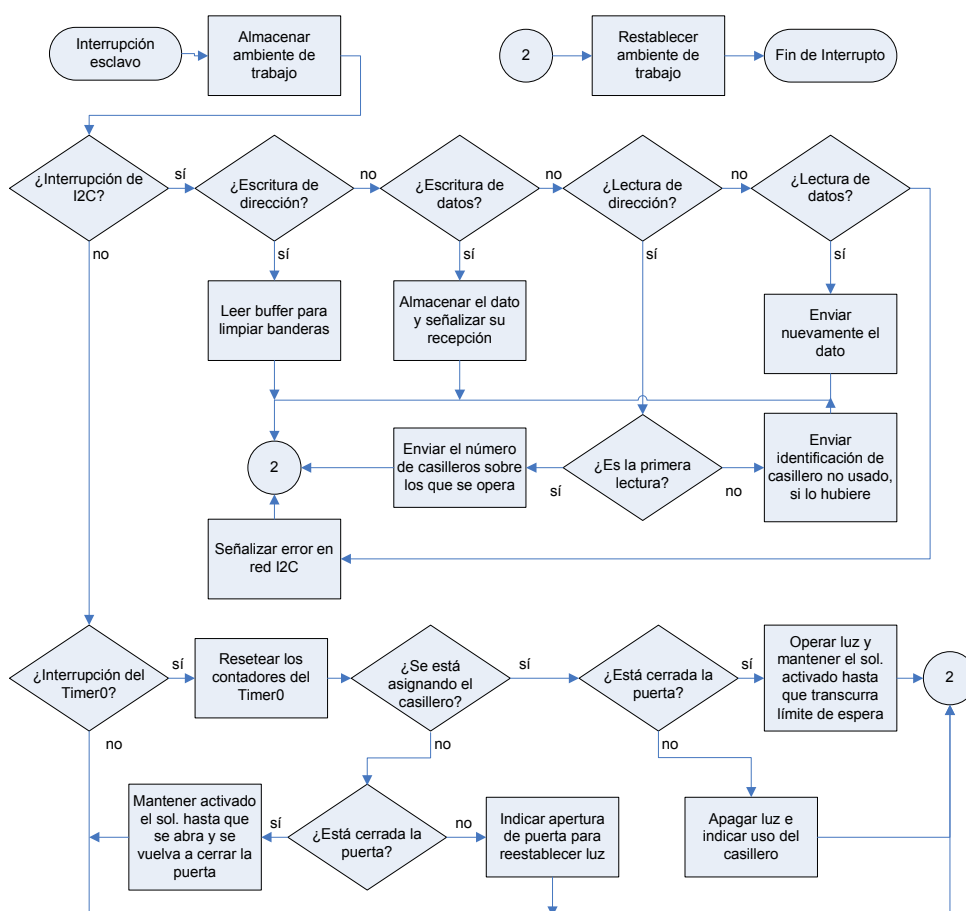 Interrupción
esclavo
Almacenar
ambiente de
trabajo
2
Restablecer
ambiente de
trabajo
Fin de Interrupto
¿Interrupción de
I2C?
sí
no
¿Escritura de
dirección?
no
sí
¿Escritura de
datos?
no
sí
¿Lectura de
dirección?
no
sí
¿Lectura de
datos?
sí
Leer buffer para
limpiar banderas
Almacenar el dato
y señalizar su
recepción
Enviar
nuevamente el
dato
2
Enviar el número
de casilleros sobre
los que se opera
sí
¿Es la primera
lectura?
no
Enviar
identificación de
casillero no usado,
si lo hubiere
Señalizar error en
red I2C
¿Interrupción del
Timer0?
sí
no
Resetear los
contadores del
Timer0
¿Se está
asignando el
casillero?
sí
no
¿Está cerrada la
puerta?
sí
no
Operar luz y
mantener el sol.
activado hasta
que transcurra
límite de espera
2
Mantener activado
el sol. hasta que
se abra y se
vuelva a cerrar la
puerta
sí
¿Está cerrada la
puerta?
no
Indicar apertura
de puerta para
reestablecer luz
Apagar luz e
indicar uso del
casillero